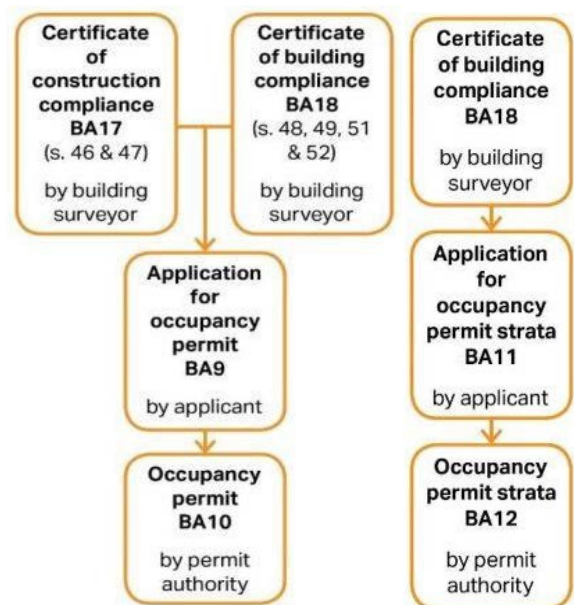 Certificate
of
construction
compliance
BA17
(s. 46 & 47)
by building
surveyor
Certificate
of building
compliance
BA18
(s. 48, 49, 51
& 52)
by building
surveyor
Application
for
occupancy
permit
BA9
by applicant
Occupancy
permit
BA10
by permit
authority
Certificate
of building
compliance
BA18
by building
surveyor
Application
for
occupancy
permit strata
BA11
by applicant
Occupancy
permit strata
BA12
by permit
authority